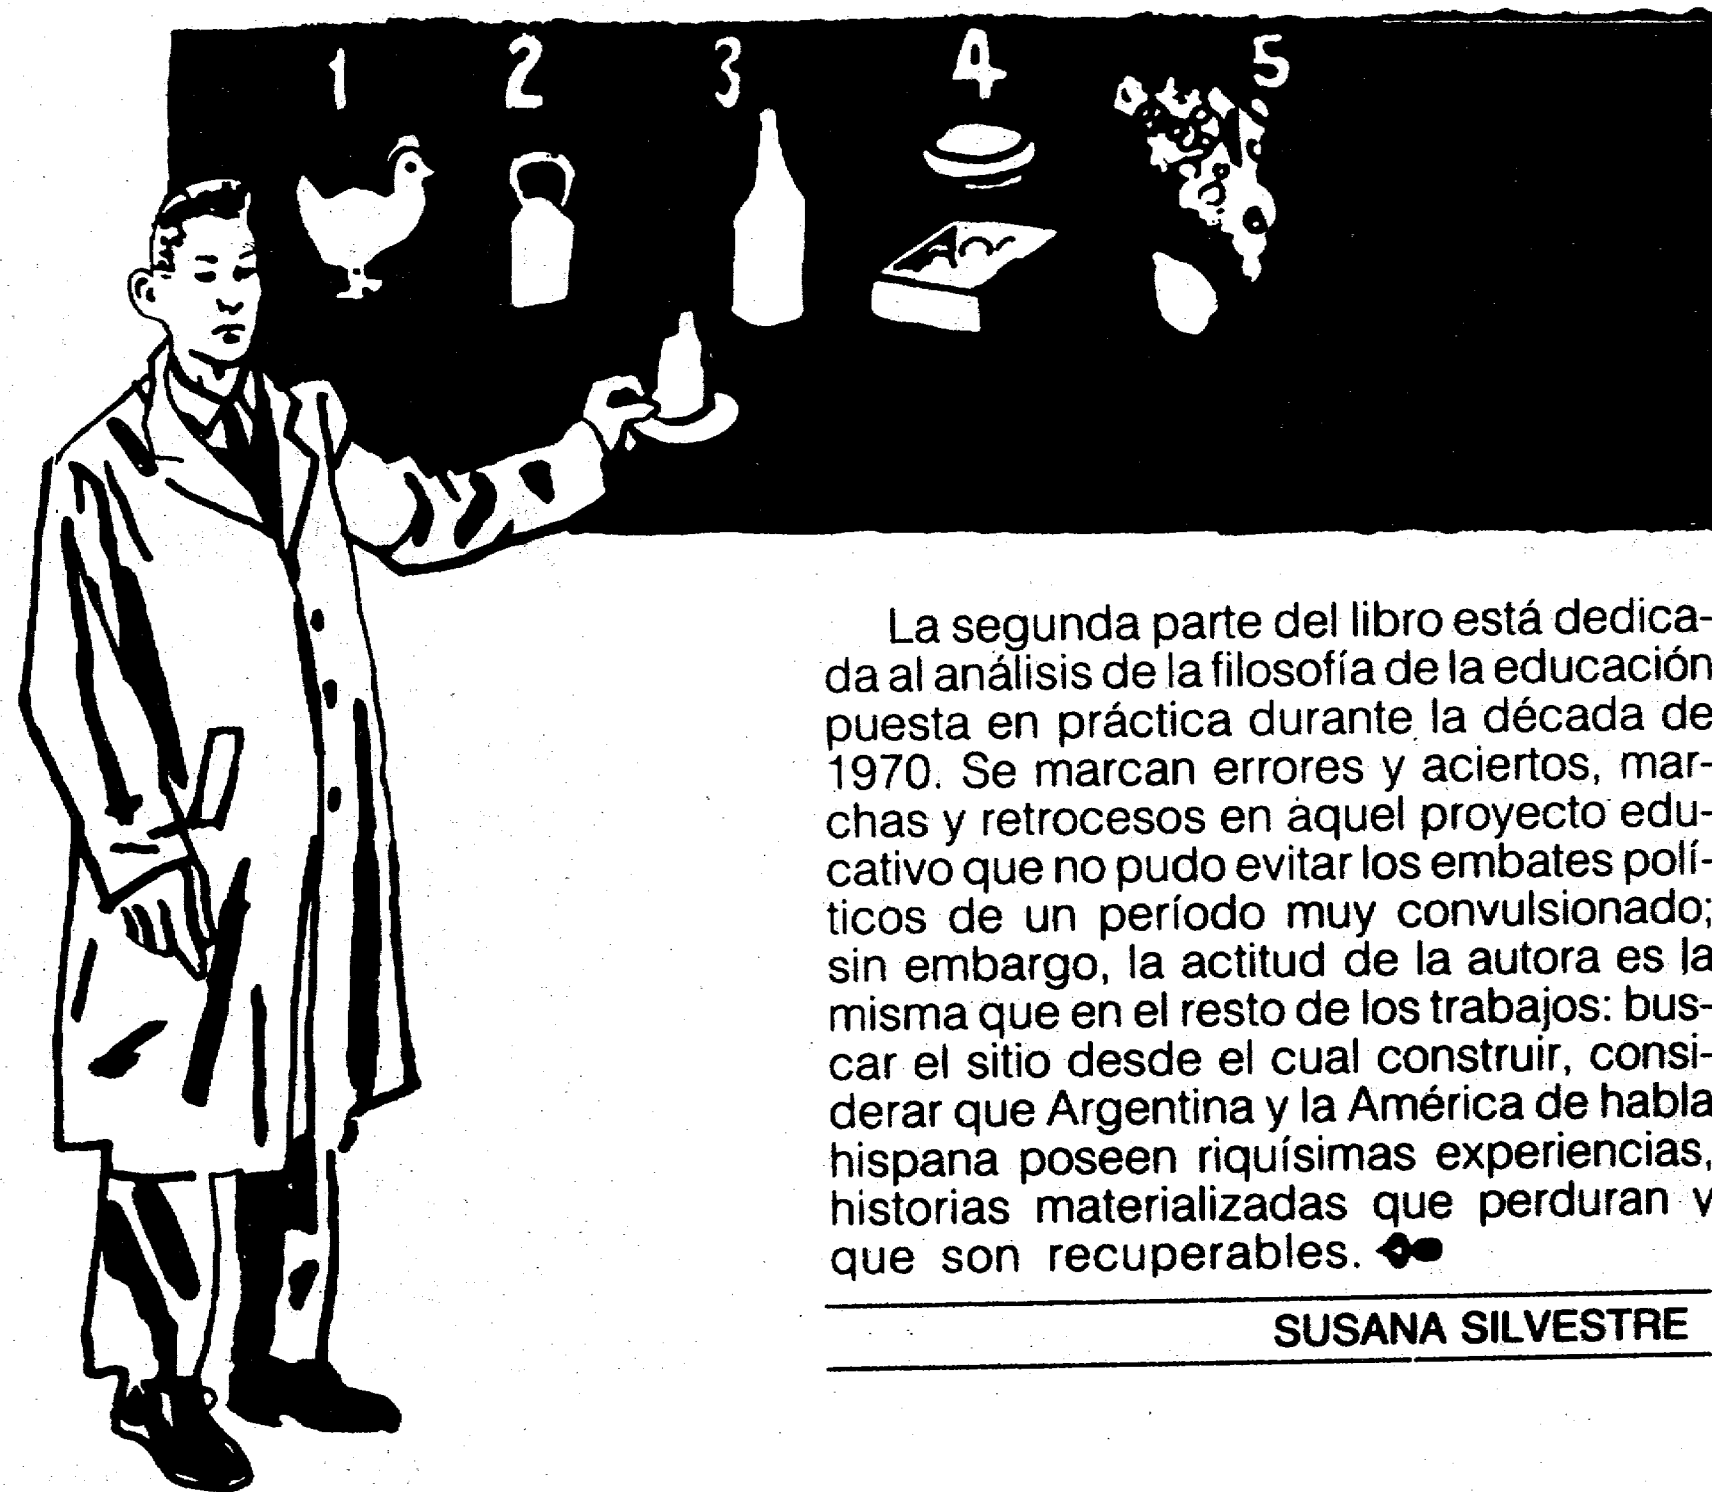 1 2 3 4 5
La segunda parte del libro está dedica-
da al análisis de la filosofía de la educación
puesta en práctica durante la década de
1970. Se marcan errores y aciertos, mar-
chas y retrocesos en aquel proyecto edu-
cativo que no pudo evitar los embates polí-
ticos de un período muy convulsionado;
sin embargo, la actitud de la autora es la
misma que en el resto de los trabajos: bus-
car el sitio desde el cual construir, consi-
derar que Argentina y la América de habla
hispana poseen riquísimas experiencias,
historias materializadas que perduran y
que son recuperables.
SUSANA SILVESTRE